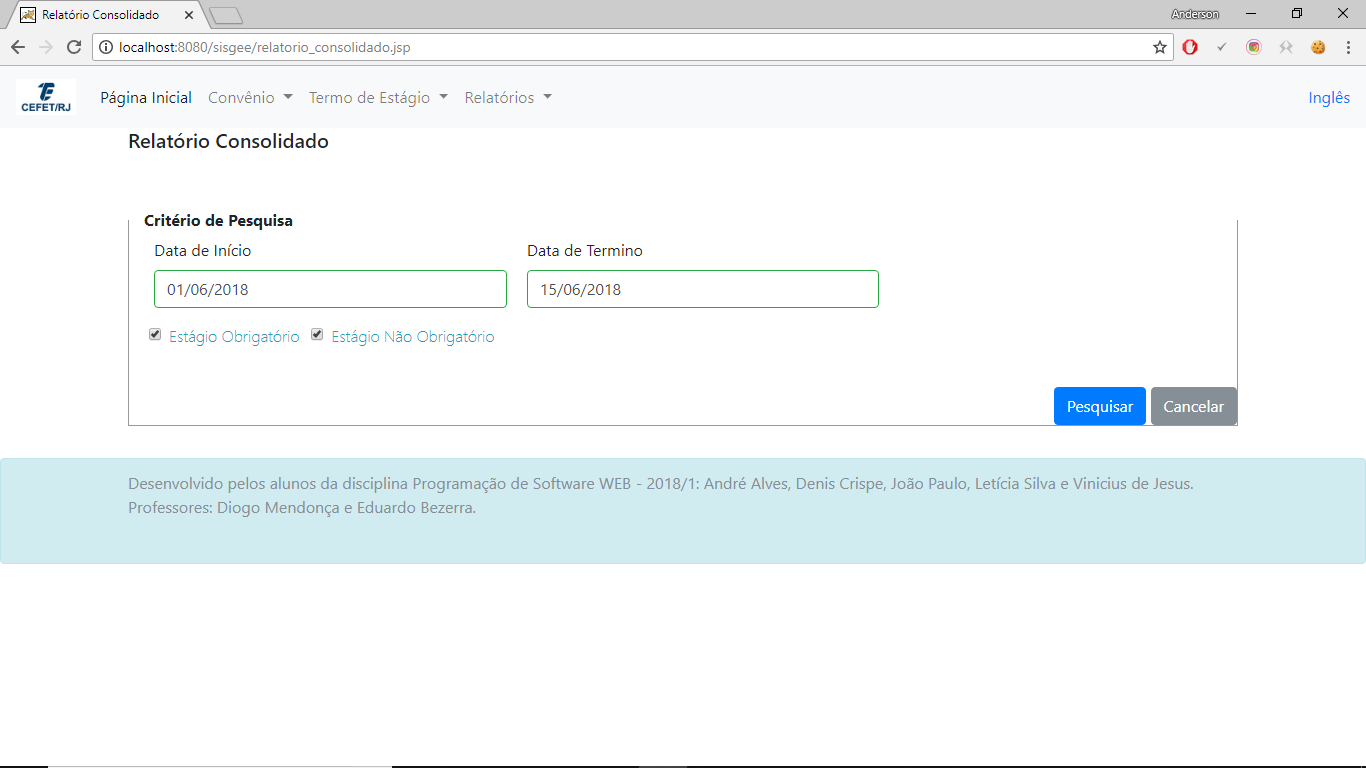 Relatório Consolidado
Anderson
localhost:8080/sisgee/relatorio_consolidado.jsp
CEFET/RJ
Página Inicial Convênio Termo de Estágio Relatórios Inglês
Relatório Consolidado
Critério de Pesquisa
Data de Início Data de Termino
01/06/2018 15/06/2018
Estágio Obrigatório Estágio Não Obrigatório
Pesquisar Cancelar
Desenvolvido pelos alunos da disciplina Programação de Software WEB - 2018/1: André Alves, Denis Crispe, João Paulo, Letícia Silva e Vinicius de Jesus.
Professores: Diogo Mendonça e Eduardo Bezerra.